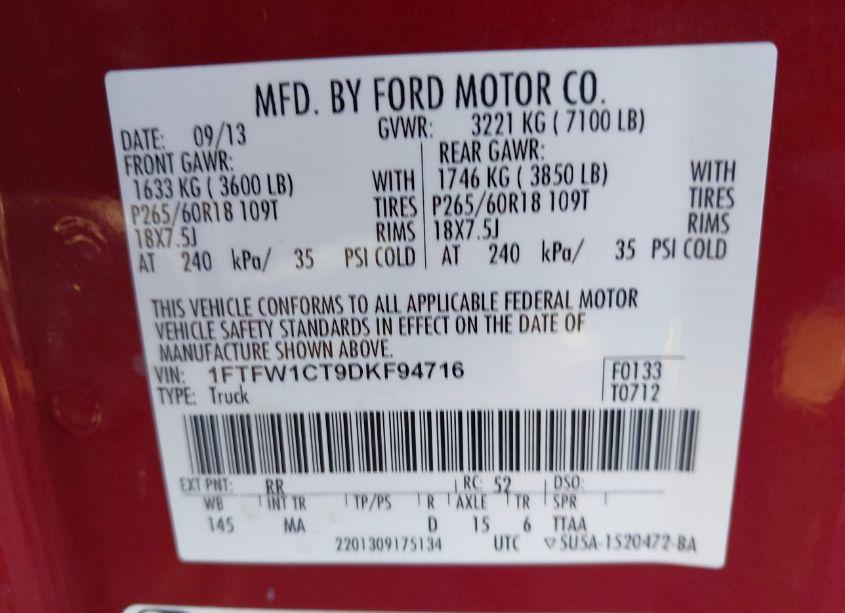 MFD. BY FORD MOTOR CO.
DATE: 09/13 GVWR: 3221 KG ( 7100 LB)
FRONT GAWR: REAR GAWR:
1633 KG ( 3600 LB) WITH 1746 KG ( 3850 LB) WITH
P265/60R18 109T TIRES P265/60R18 109T TIRES
18X7.5J RIMS 18X7.5J RIMS
AT 240 kPa/ 35 PSI COLD AT 240 kPa/ 35 PSI COLD
THIS VEHICLE CONFORMS TO ALL APPLICABLE FEDERAL MOTOR
VEHICLE SAFETY STANDARDS IN EFFECT ON THE DATE OF
MANUFACTURE SHOWN ABOVE.
VIN: 1FTFW1CT9DKF94716 F0133
TYPE: Truck T0712
EXT PNT: RR RC: 52 DSO:
WB INT TR TP/PS R AXLE TR SPR
145 MA D 15 6 TTAA
2201309175134 UTC ▽5U5A-1520472-BA